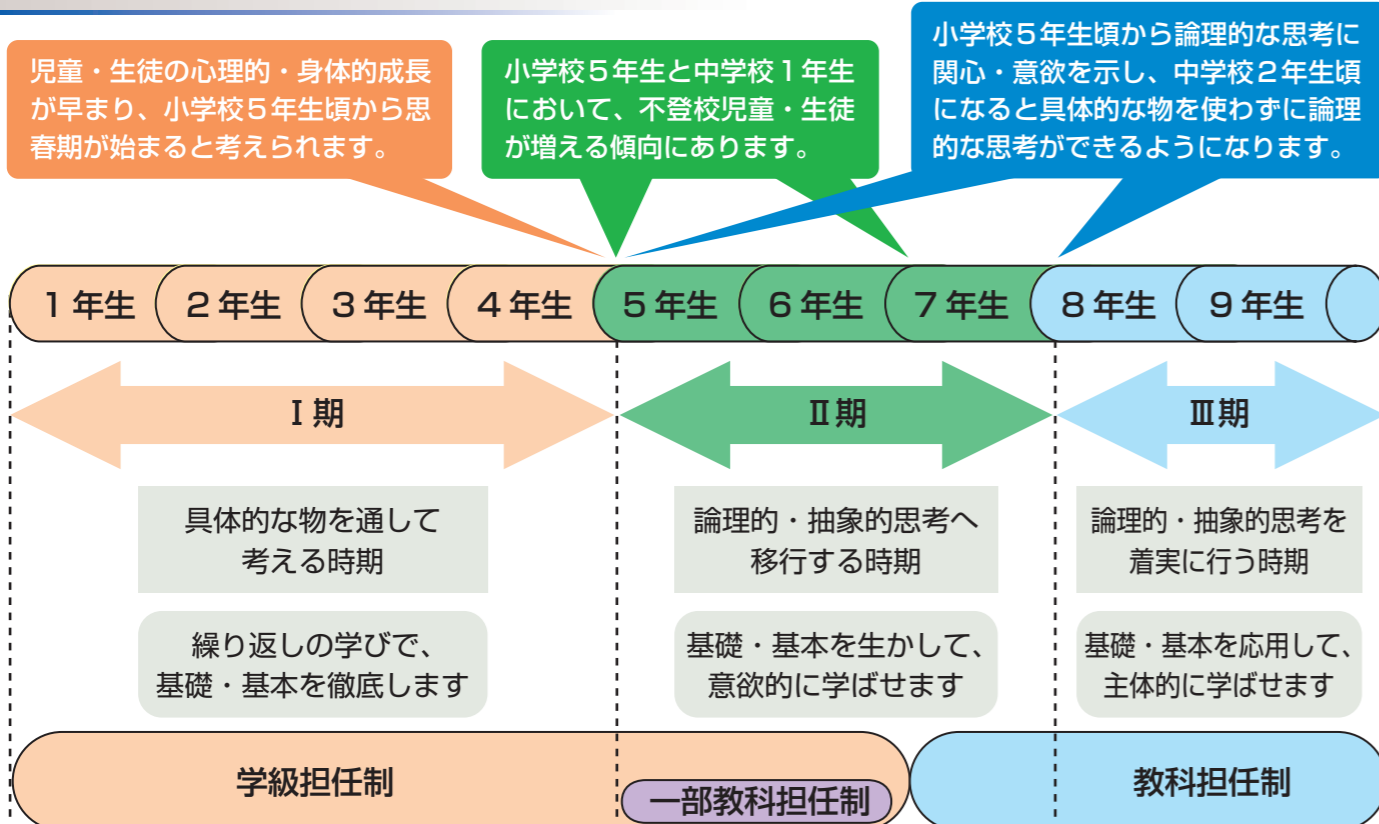 児童・生徒の心理的・身体的成長
が早まり、小学校５年生頃から思
春期が始まると考えられます。
小学校５年生と中学校１年生
において、不登校児童・生徒
が増える傾向にあります。
小学校５年生頃から論理的な思考に
関心・意欲を示し、中学校２年生頃
になると具体的な物を使わずに論理
的な思考ができるようになります。
１年生
２年生
３年生
４年生
５年生
６年生
７年生
８年生
９年生
Ⅰ期
Ⅱ期
Ⅲ期
具体的な物を通して
考える時期
論理的・抽象的思考へ
移行する時期
論理的・抽象的思考を
着実に行う時期
繰り返しの学びで、
基礎・基本を徹底します
基礎・基本を生かして、
意欲的に学ばせます
基礎・基本を応用して、
主体的に学ばせます
学級担任制
一部教科担任制
教科担任制